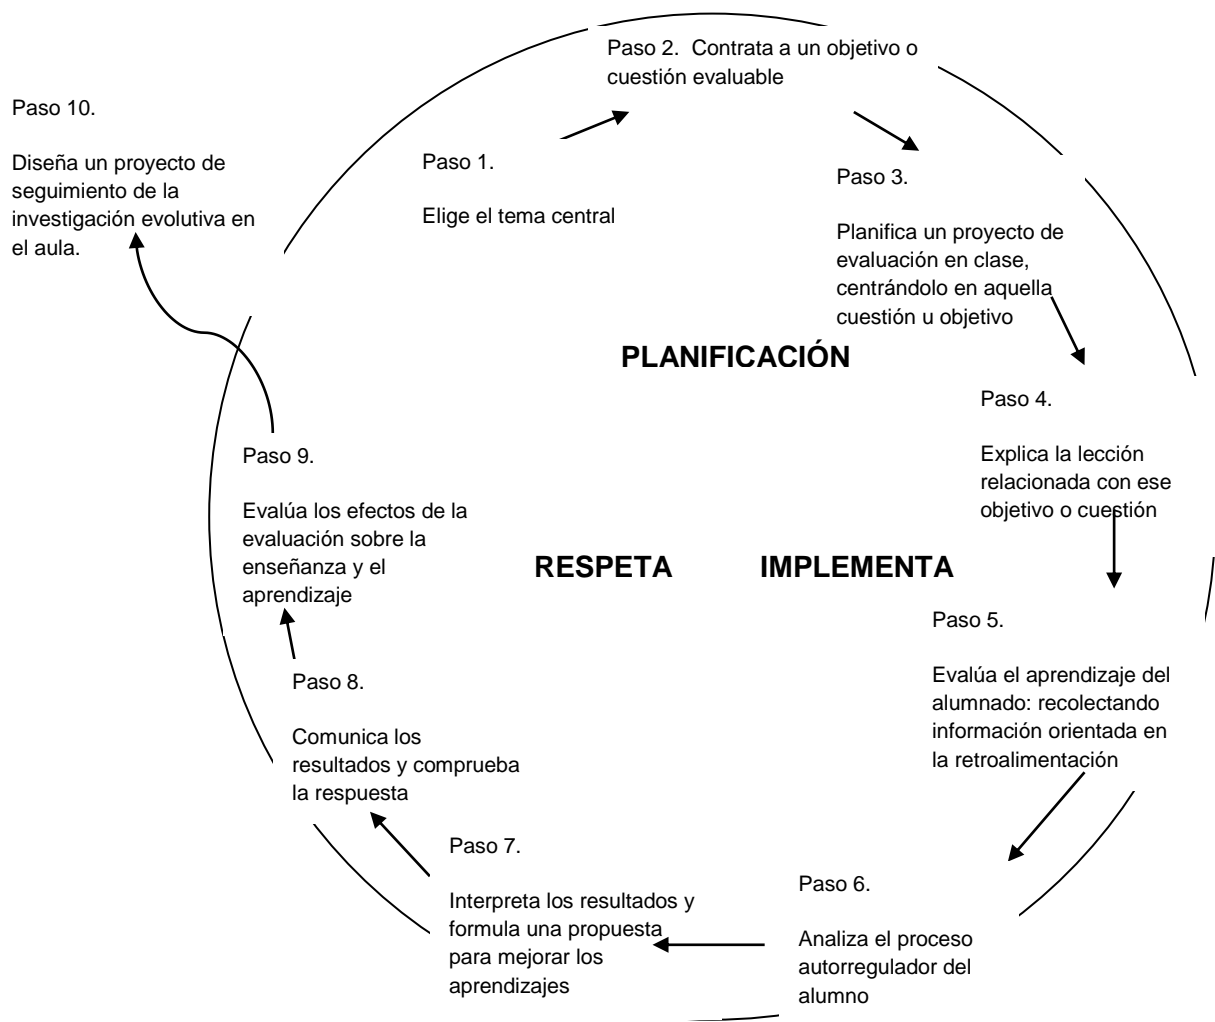 Paso 1.
Elige el tema central
Paso 2.  Contrata a un objetivo o
cuestión evaluable
Paso 3.
Planifica un proyecto de
evaluación en clase,
centrándolo en aquella
cuestión u objetivo
PLANIFICACIÓN
Paso 4.
Explica la lección
relacionada con ese
objetivo o cuestión
IMPLEMENTA
Paso 5.
Evalúa el aprendizaje del
alumnado: recolectando
información orientada en
la retroalimentación
Paso 6.
Analiza el proceso
autorregulador del
alumno
Paso 7.
Interpreta los resultados y
formula una propuesta
para mejorar los
aprendizajes
RESPETA
Paso 8.
Comunica los
resultados y comprueba
la respuesta
Paso 9.
Evalúa los efectos de la
evaluación sobre la
enseñanza y el
aprendizaje
Paso 10.
Diseña un proyecto de
seguimiento de la
investigación evolutiva en
el aula.